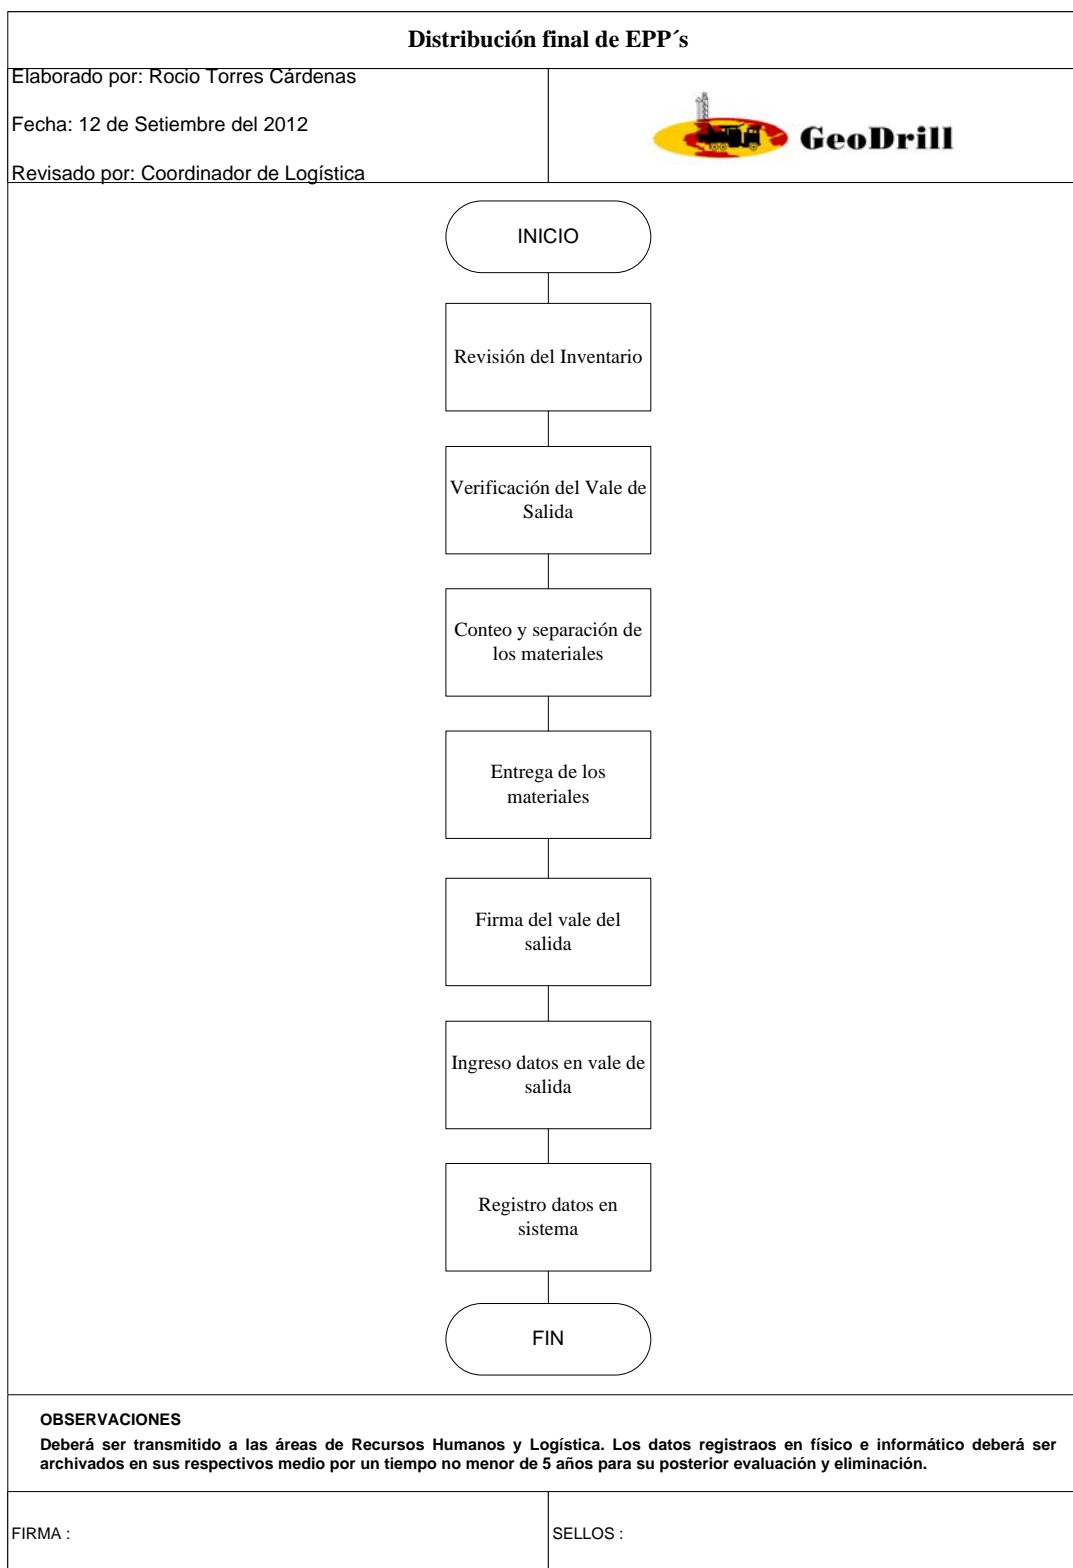 Distribución final de EPP´s
Elaborado por: Rocio Torres Cárdenas
Fecha: 12 de Setiembre del 2012
Revisado por: Coordinador de Logística
GeoDrill
INICIO
Revisión del Inventario
Verificación del Vale de
Salida
Conteo y separación de
los materiales
Entrega de los
materiales
Firma del vale del
salida
Ingreso datos en vale de
salida
Registro datos en
sistema
FIN
OBSERVACIONES
Deberá ser transmitido a las áreas de Recursos Humanos y Logística. Los datos registraos en físico e informático deberá ser
archivados en sus respectivos medio por un tiempo no menor de 5 años para su posterior evaluación y eliminación.
FIRMA :
SELLOS :